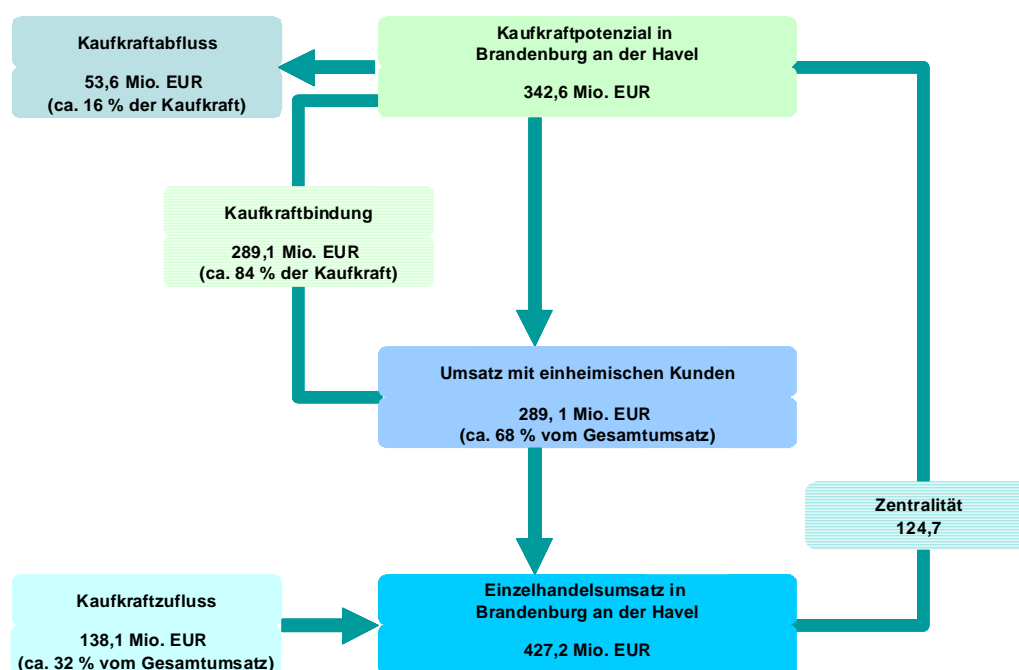 Kaufkraftabfluss
53,6 Mio. EUR
(ca. 16 % der Kaufkraft)
Kaufkraftpotenzial in
Brandenburg an der Havel
342,6 Mio. EUR
Kaufkraftbindung
289,1 Mio. EUR
(ca. 84 % der Kaufkraft)
Umsatz mit einheimischen Kunden
289, 1 Mio. EUR
(ca. 68 % vom Gesamtumsatz)
Zentralität
124,7
Kaufkraftzufluss
138,1 Mio. EUR
(ca. 32 % vom Gesamtumsatz)
Einzelhandelsumsatz in
Brandenburg an der Havel
427,2 Mio. EUR